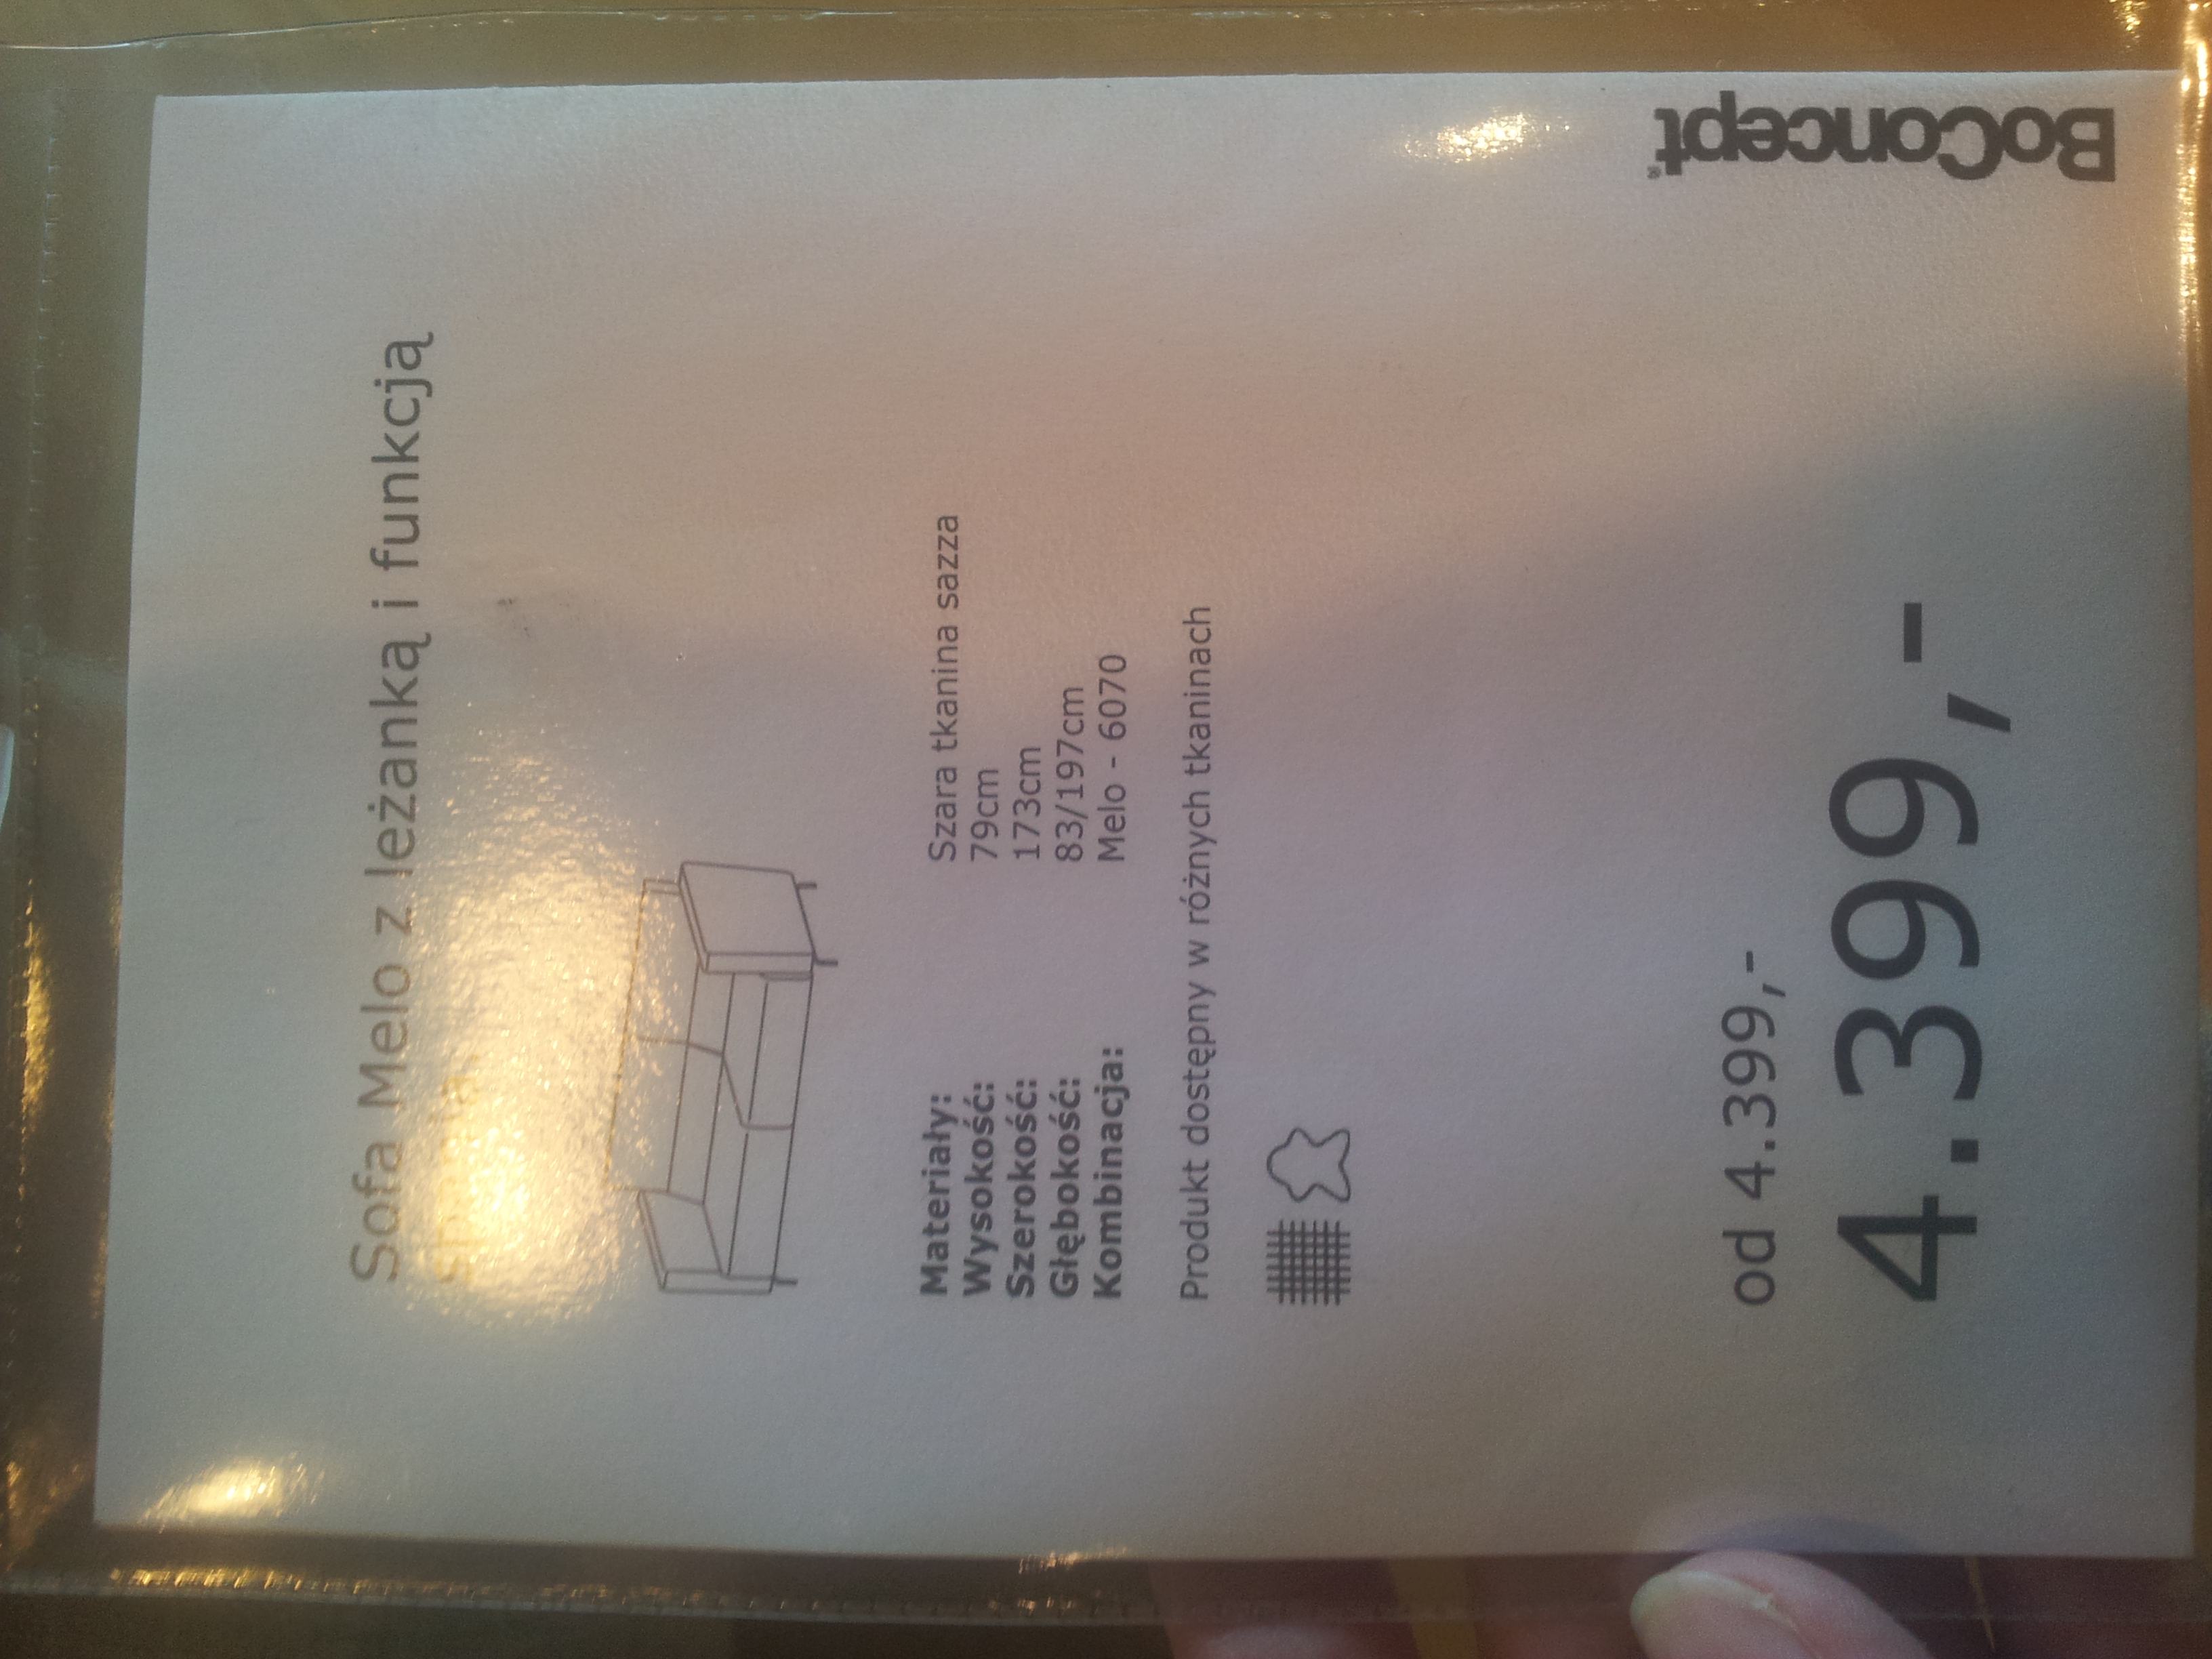 Sofa Melo z leżanką i funkcją
spania.
Materiały: Szara tkanina sazza
Wysokość: 79cm
Szerokość: 173cm
Głębokość: 83/197cm
Kombinacja: Melo - 6070
Produkt dostępny w różnych tkaninach
od 4.399,-
4.399,-
BoConcept®